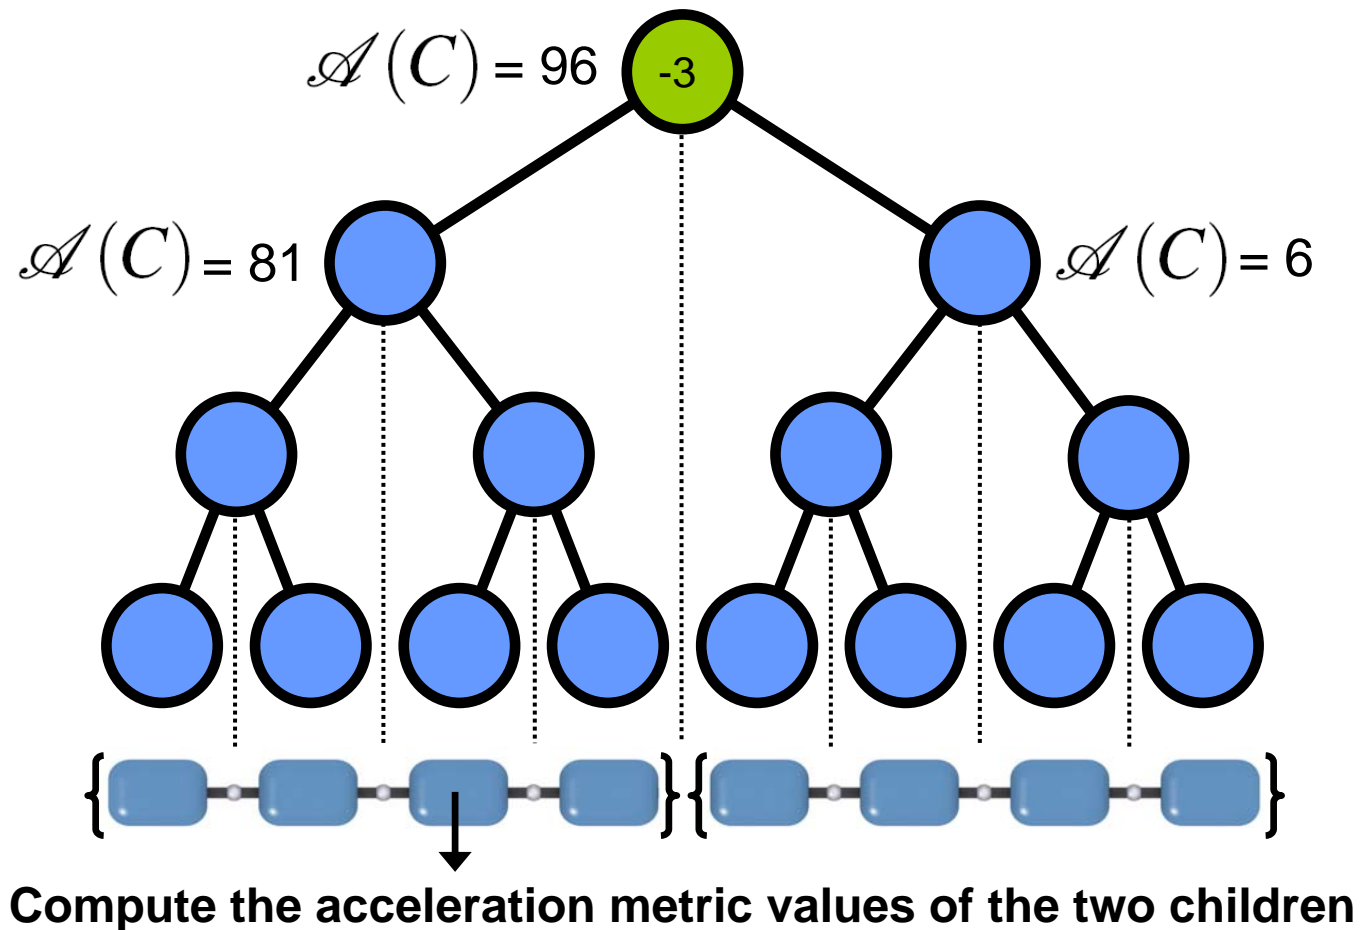 𝒜(C) = 96
-3
𝒜(C) = 81
𝒜(C) = 6
Compute the acceleration metric values of the two children